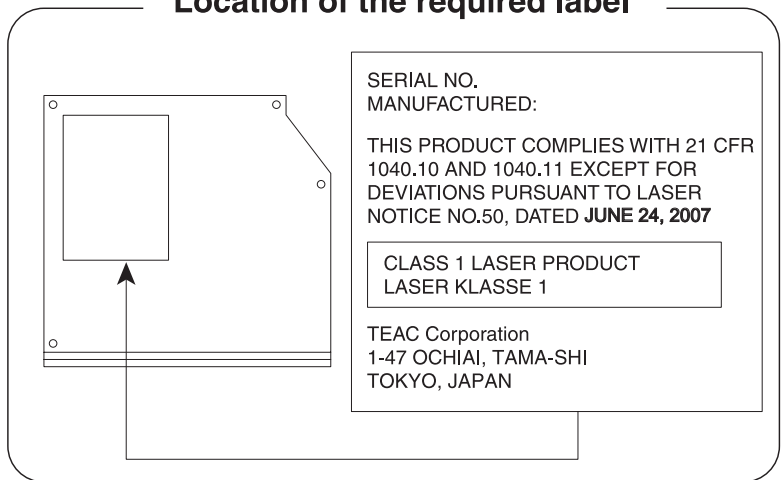 Location of the required label
SERIAL NO.
MANUFACTURED:
THIS PRODUCT COMPLIES WITH 21 CFR
1040.10 AND 1040.11 EXCEPT FOR
DEVIATIONS PURSUANT TO LASER
NOTICE NO.50, DATED JUNE 24, 2007
CLASS 1 LASER PRODUCT
LASER KLASSE 1
TEAC Corporation
1-47 OCHIAI, TAMA-SHI
TOKYO, JAPAN